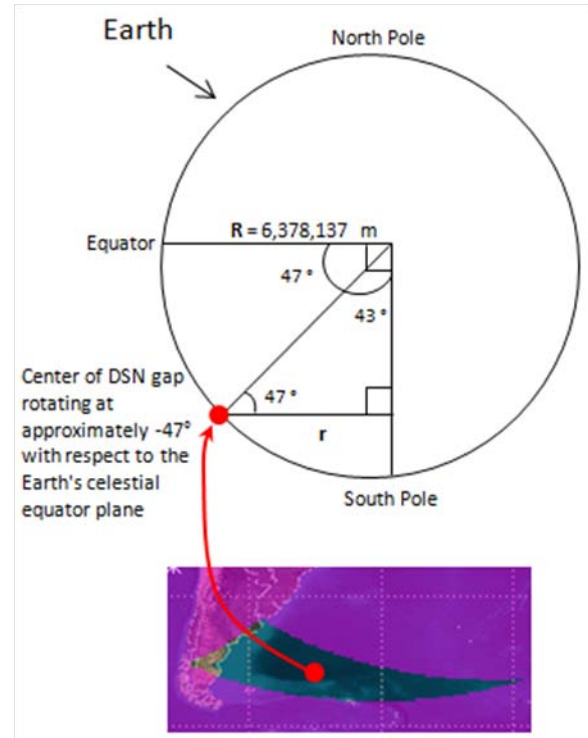 Earth
North Pole
R = 6,378,137 m
Equator
47 °
43 °
Center of DSN gap
rotating at
approximately -47°
with respect to the
Earth's celestial
equator plane
47 °
r
South Pole